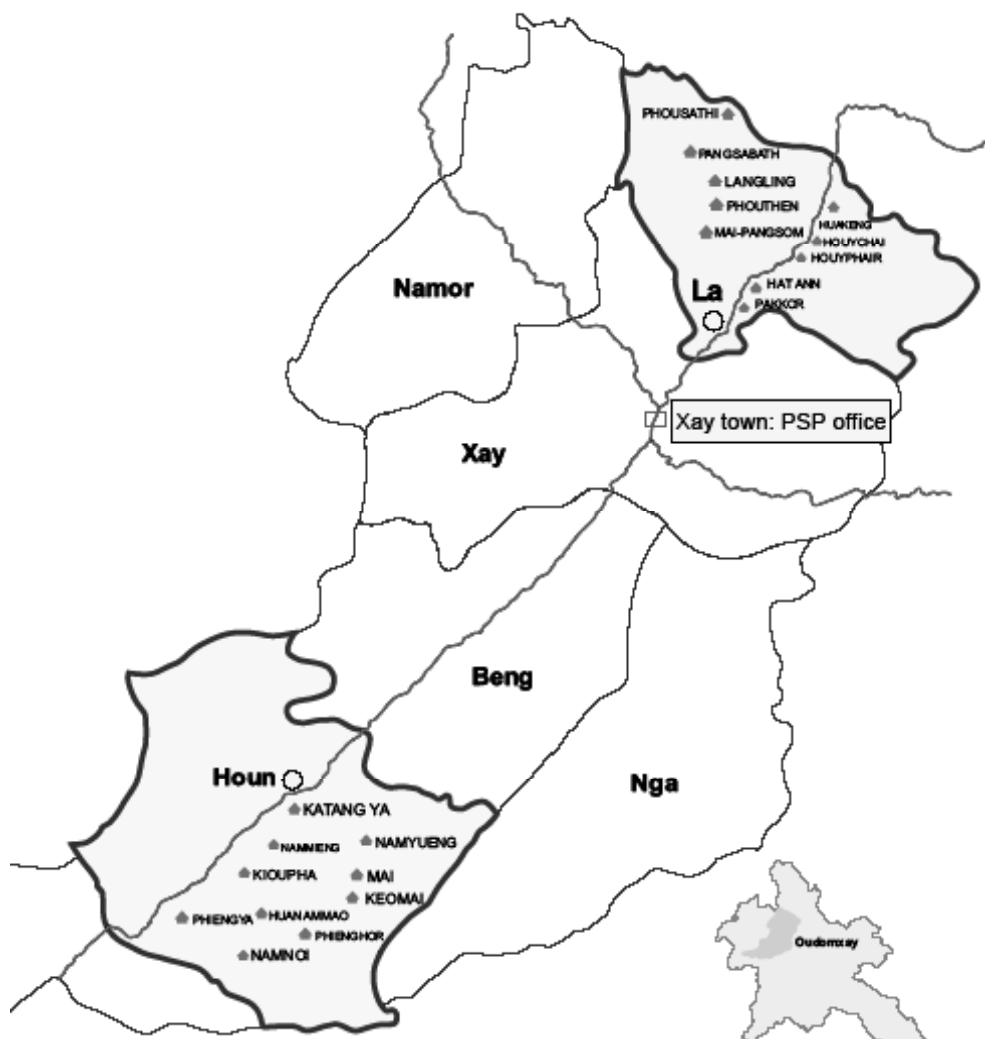 PHOUSATHI
PANGSABATH
LANGLING
PHOUTHEN
HUAKENG
MAI-PANGSOM
HOUYCHAI
HOUYPHAIR
Namor
La
HAT ANN
PAKKOR
Xay town: PSP office
Xay
Beng
Houn
Nga
KATANG YA
NAMMIENG
NAMYUENG
KIOUPHA
MAI
KEOMAI
PHIENGYA
HUANAMMAO
PHIENGHOR
NAMNOI
Oudomxay